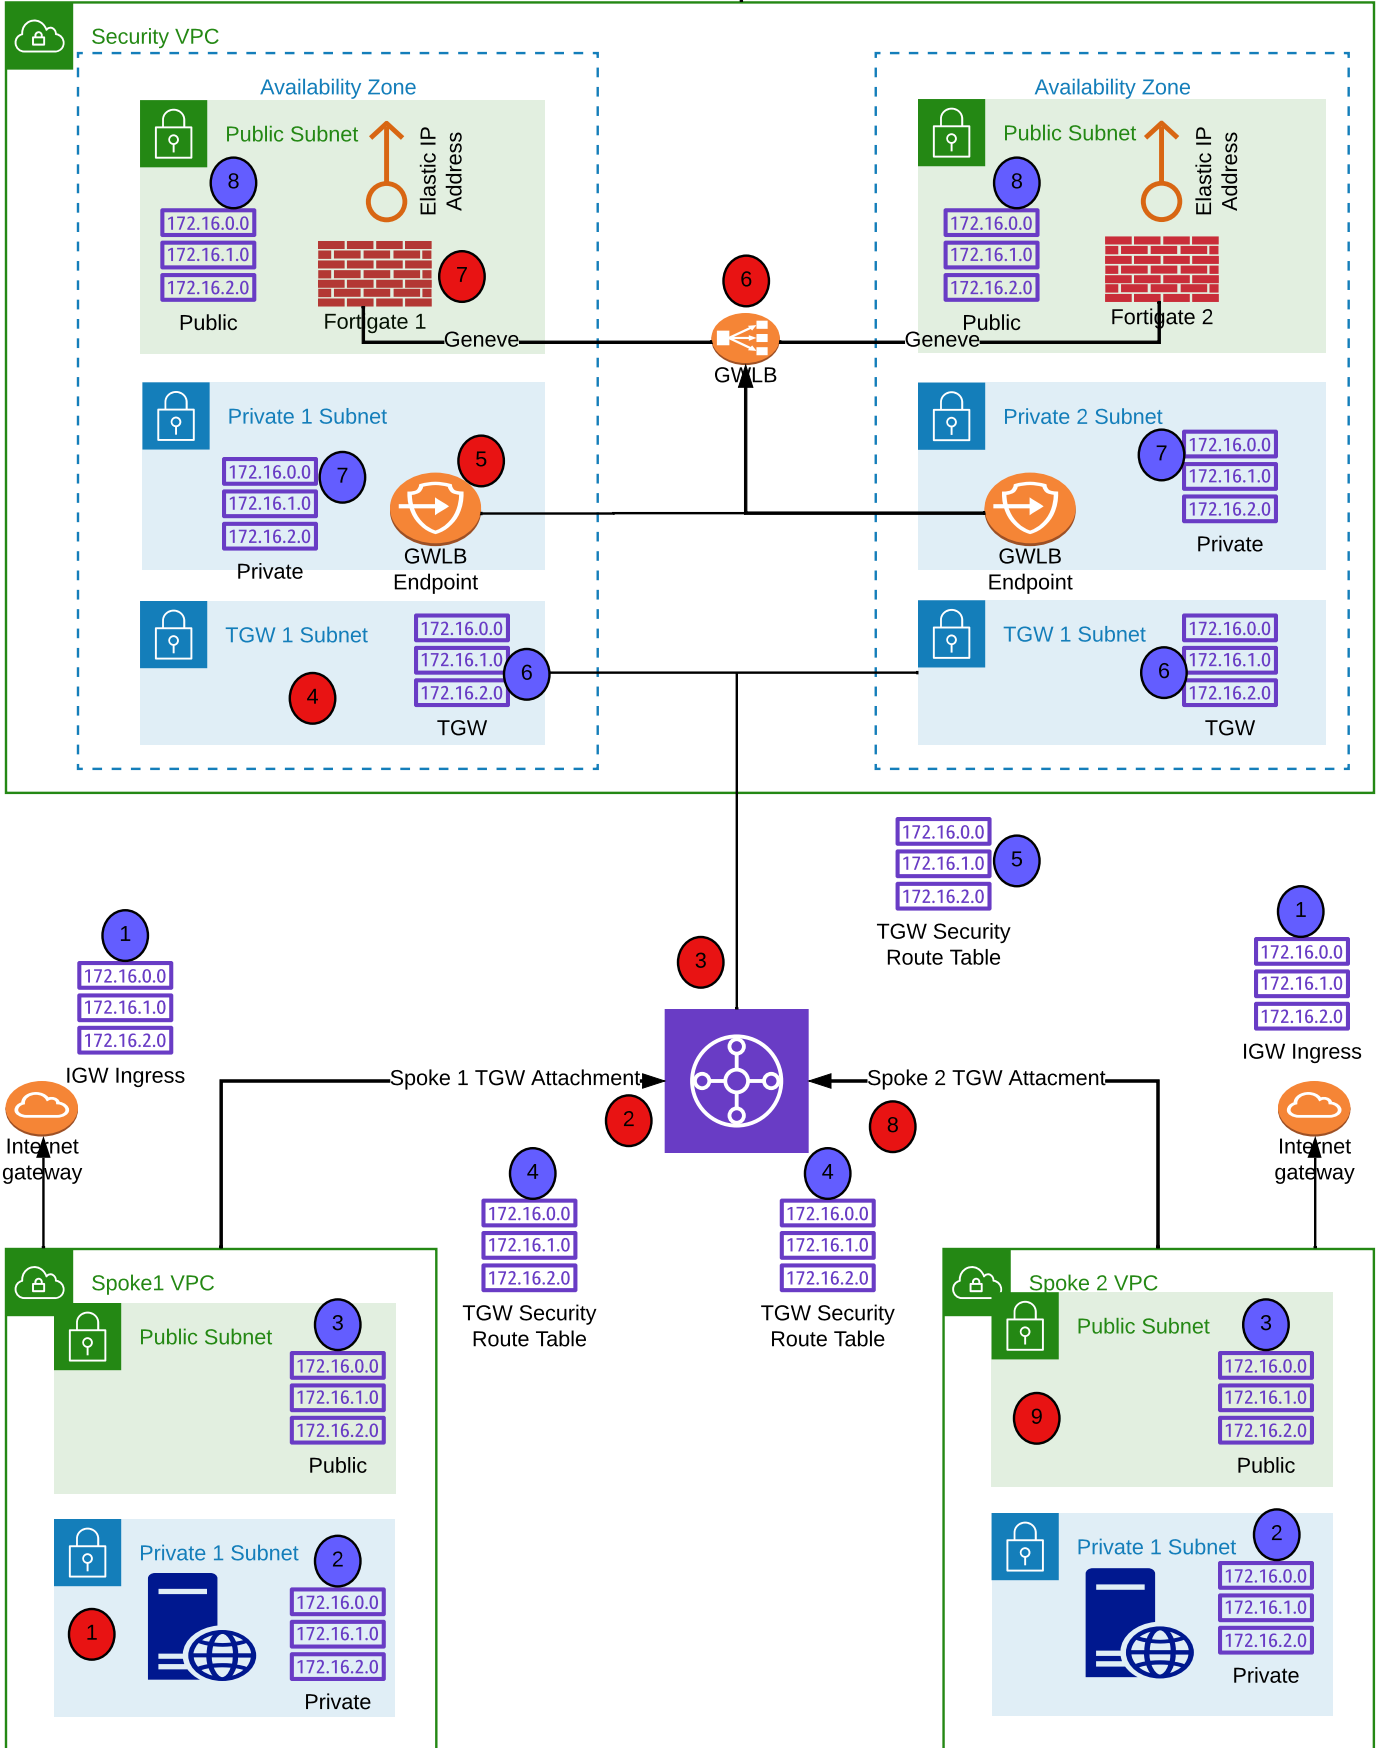 Security VPC
Availability Zone
Public Subnet
Elastic IP
Address
8
172.16.0.0
172.16.1.0
172.16.2.0
Public
Fortigate 1
7
Geneve
Private 1 Subnet
172.16.0.0
172.16.1.0
172.16.2.0
7
Private
5
GWLB
Endpoint
TGW 1 Subnet
4
172.16.0.0
172.16.1.0
172.16.2.0
6
TGW
6
GWLB
Availability Zone
Public Subnet
Elastic IP
Address
8
172.16.0.0
172.16.1.0
172.16.2.0
Public
Fortigate 2
Geneve
Private 2 Subnet
7
172.16.0.0
172.16.1.0
172.16.2.0
Private
GWLB
Endpoint
TGW 1 Subnet
6
172.16.0.0
172.16.1.0
172.16.2.0
TGW
172.16.0.0
172.16.1.0
172.16.2.0
5
TGW Security
Route Table
3
1
172.16.0.0
172.16.1.0
172.16.2.0
IGW Ingress
Internet
gateway
Spoke 1 TGW Attachment
2
Spoke 2 TGW Attacment
8
1
172.16.0.0
172.16.1.0
172.16.2.0
IGW Ingress
Internet
gateway
4
172.16.0.0
172.16.1.0
172.16.2.0
TGW Security
Route Table
4
172.16.0.0
172.16.1.0
172.16.2.0
TGW Security
Route Table
Spoke1 VPC
Public Subnet
3
172.16.0.0
172.16.1.0
172.16.2.0
Public
Private 1 Subnet
1
2
172.16.0.0
172.16.1.0
172.16.2.0
Private
Spoke 2 VPC
Public Subnet
9
3
172.16.0.0
172.16.1.0
172.16.2.0
Public
Private 1 Subnet
2
172.16.0.0
172.16.1.0
172.16.2.0
Private